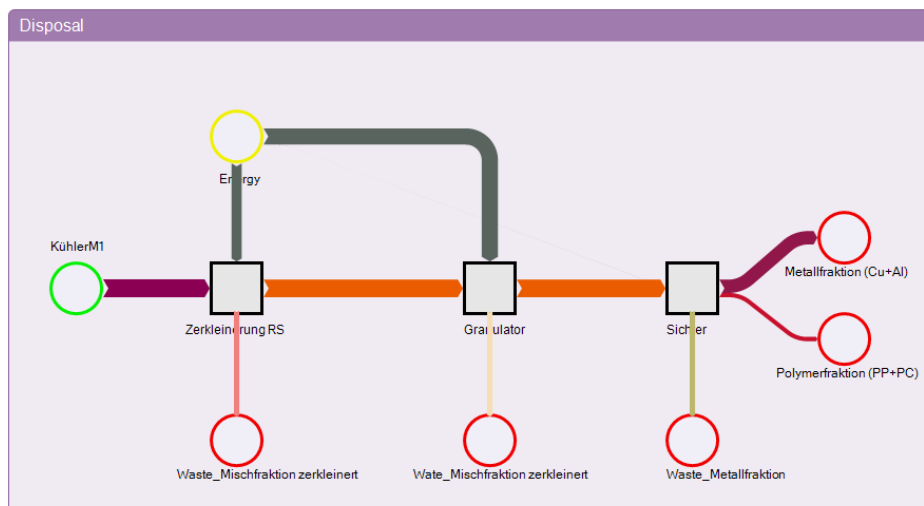 Disposal
Energy
KühlerM1
Metallfraktion (Cu+Al)
Zerkleinerung RS
Granulator
Sichter
Polymerfraktion (PP+PC)
Waste_Mischfraktion zerkleinert
Wate_Mischfraktion zerkleinert
Waste_Metallfraktion